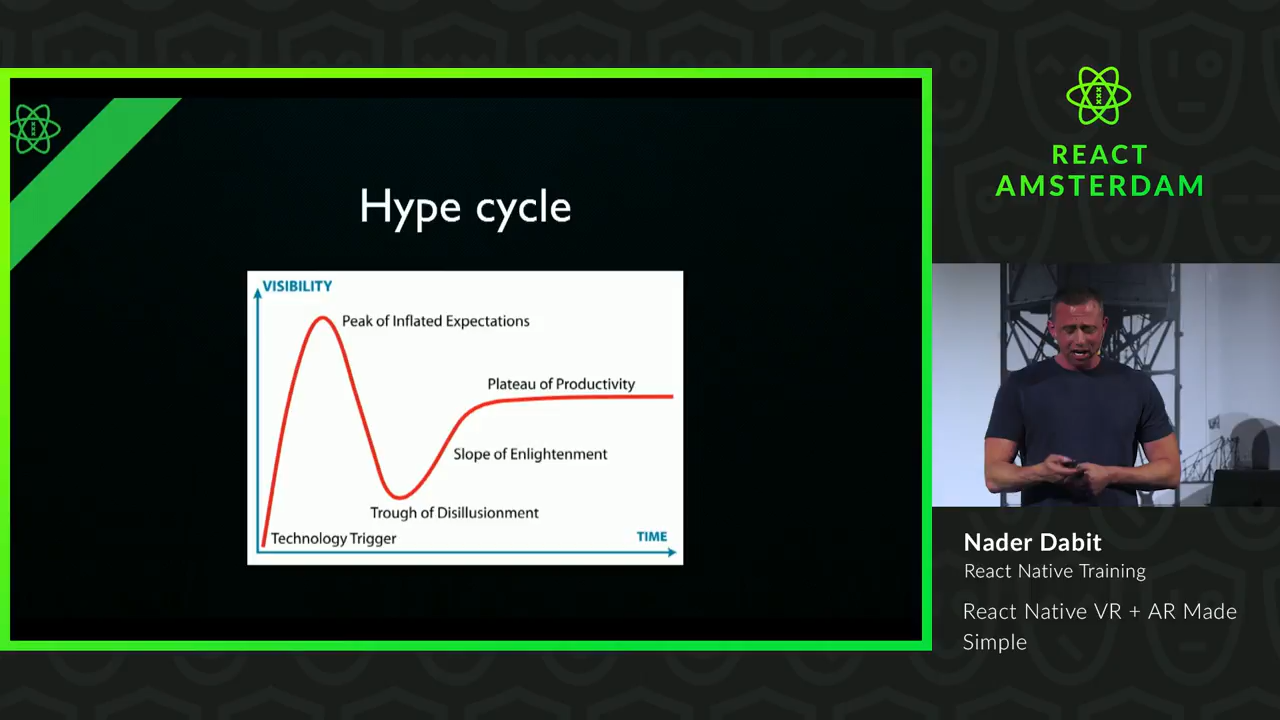 Hype cycle
VISIBILITY
Peak of Inflated Expectations
Plateau of Productivity
Slope of Enlightenment
Trough of Disillusionment
Technology Trigger
TIME
REACT
AMSTERDAM
Nader Dabit
React Native Training
React Native VR + AR Made
Simple